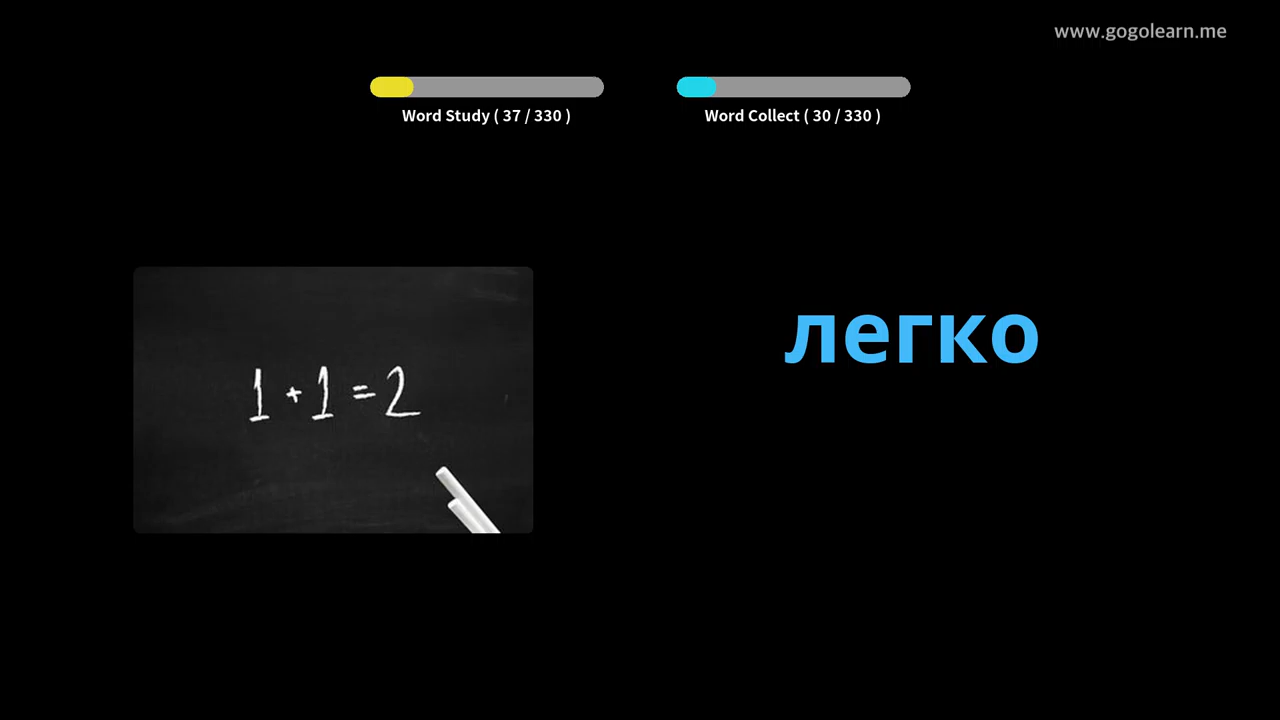 www.gogolearn.me
Word Study ( 37 / 330 )
Word Collect ( 30 / 330 )
1 + 1 = 2
легко